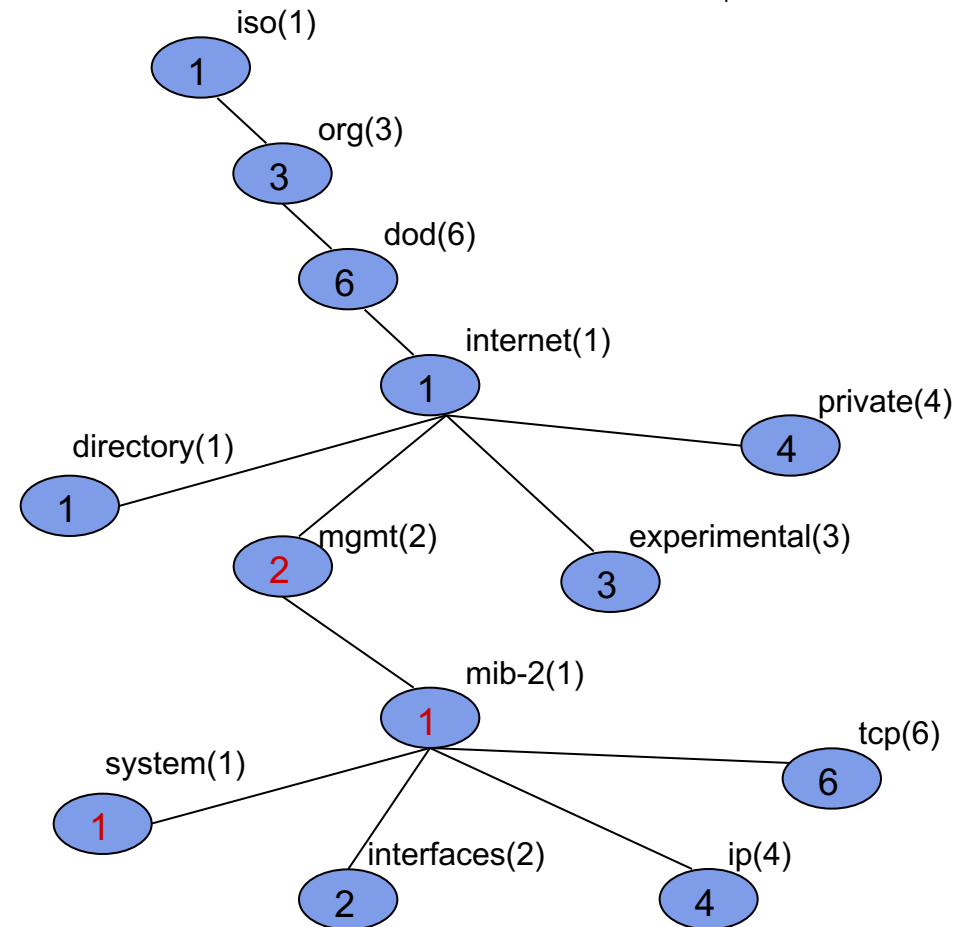 iso(1)
1
org(3)
3
dod(6)
6
internet(1)
1
private(4)
4
directory(1)
1
mgmt(2)
2
experimental(3)
3
mib-2(1)
1
tcp(6)
6
system(1)
1
interfaces(2)
2
ip(4)
4